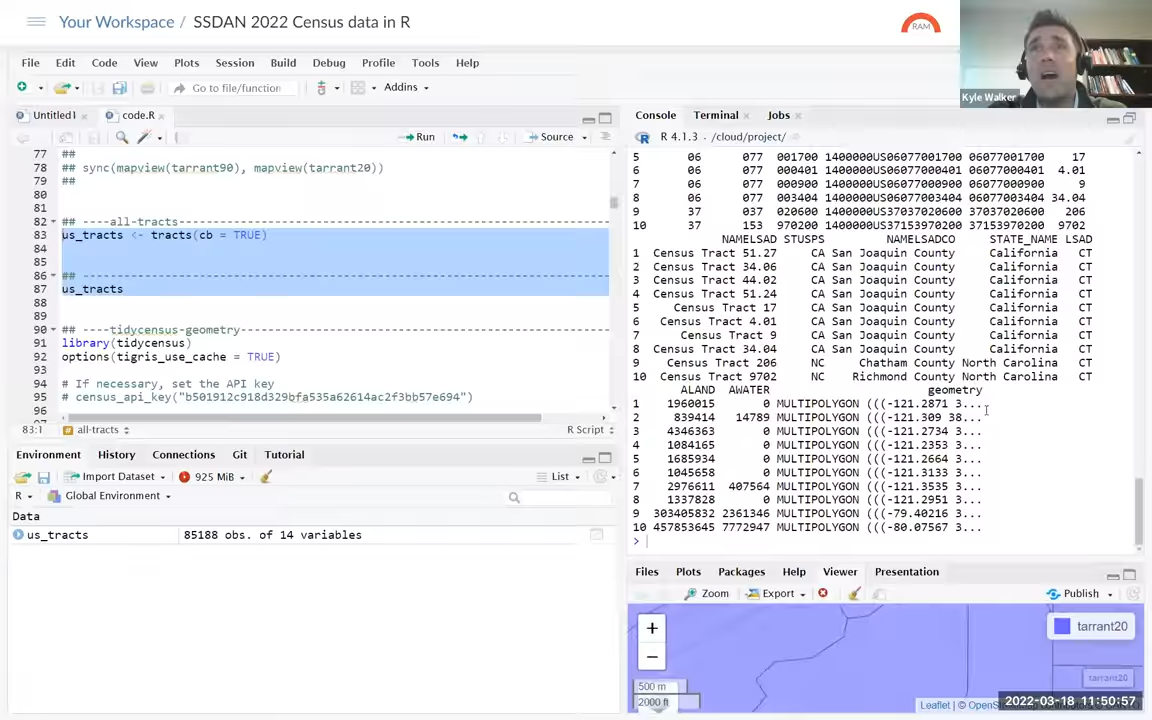 Your Workspace / SSDAN 2022 Census data in R
RAM
Kyle Walker
File Edit Code View Plots Session Build Debug Profile Tools Help
Go to file/function Addins
Untitled1 code.R
Run Source
77 ##
78 ## sync(mapview(tarrant90), mapview(tarrant20))
79 ##
80
81
82 ## ----all-tracts-----------------------------------------------------------
83 us_tracts <- tracts(cb = TRUE)
84
85
86 ## -------------------------------------------------------------------------
87 us_tracts
88
89
90 ## ----tidycensus-geometry--------------------------------------------------
91 library(tidycensus)
92 options(tigris_use_cache = TRUE)
93
94 # If necessary, set the API key
95 # census_api_key("b501912c918d329bfa535a62614ac2f3bb57e694")
96
83:1 all-tracts R Script
Environment History Connections Git Tutorial
Import Dataset 925 MiB List
R Global Environment
Data
us_tracts 85188 obs. of 14 variables
Console Terminal Jobs
R 4.1.3 · /cloud/project/
5 06 077 001700 1400000US06077001700 06077001700 17
6 06 077 000401 1400000US06077000401 06077000401 4.01
7 06 077 000900 1400000US06077000900 06077000900 9
8 06 077 003404 1400000US06077003404 06077003404 34.04
9 37 037 020600 1400000US37037020600 37037020600 206
10 37 153 970200 1400000US37153970200 37153970200 9702
NAMELSAD STUSPS NAMELSADCO STATE_NAME LSAD
1 Census Tract 51.27 CA San Joaquin County California CT
2 Census Tract 34.06 CA San Joaquin County California CT
3 Census Tract 44.02 CA San Joaquin County California CT
4 Census Tract 51.24 CA San Joaquin County California CT
5 Census Tract 17 CA San Joaquin County California CT
6 Census Tract 4.01 CA San Joaquin County California CT
7 Census Tract 9 CA San Joaquin County California CT
8 Census Tract 34.04 CA San Joaquin County California CT
9 Census Tract 206 NC Chatham County North Carolina CT
10 Census Tract 9702 NC Richmond County North Carolina CT
ALAND AWATER geometry
1 1960015 0 MULTIPOLYGON (((-121.2871 3...
2 839414 14789 MULTIPOLYGON (((-121.309 38...
3 4346363 0 MULTIPOLYGON (((-121.2734 3...
4 1084165 0 MULTIPOLYGON (((-121.2353 3...
5 1685934 0 MULTIPOLYGON (((-121.2664 3...
6 1045658 0 MULTIPOLYGON (((-121.3133 3...
7 2976611 407564 MULTIPOLYGON (((-121.3535 3...
8 1337828 0 MULTIPOLYGON (((-121.2951 3...
9 303405832 2361346 MULTIPOLYGON (((-79.40216 3...
10 457853645 7772947 MULTIPOLYGON (((-80.07567 3...
>
Files Plots Packages Help Viewer Presentation
Zoom Export Publish
+
−
tarrant20
tarrant20
500 m
2000 ft
2022-03-18 11:50:57
Leaflet | © OpenS